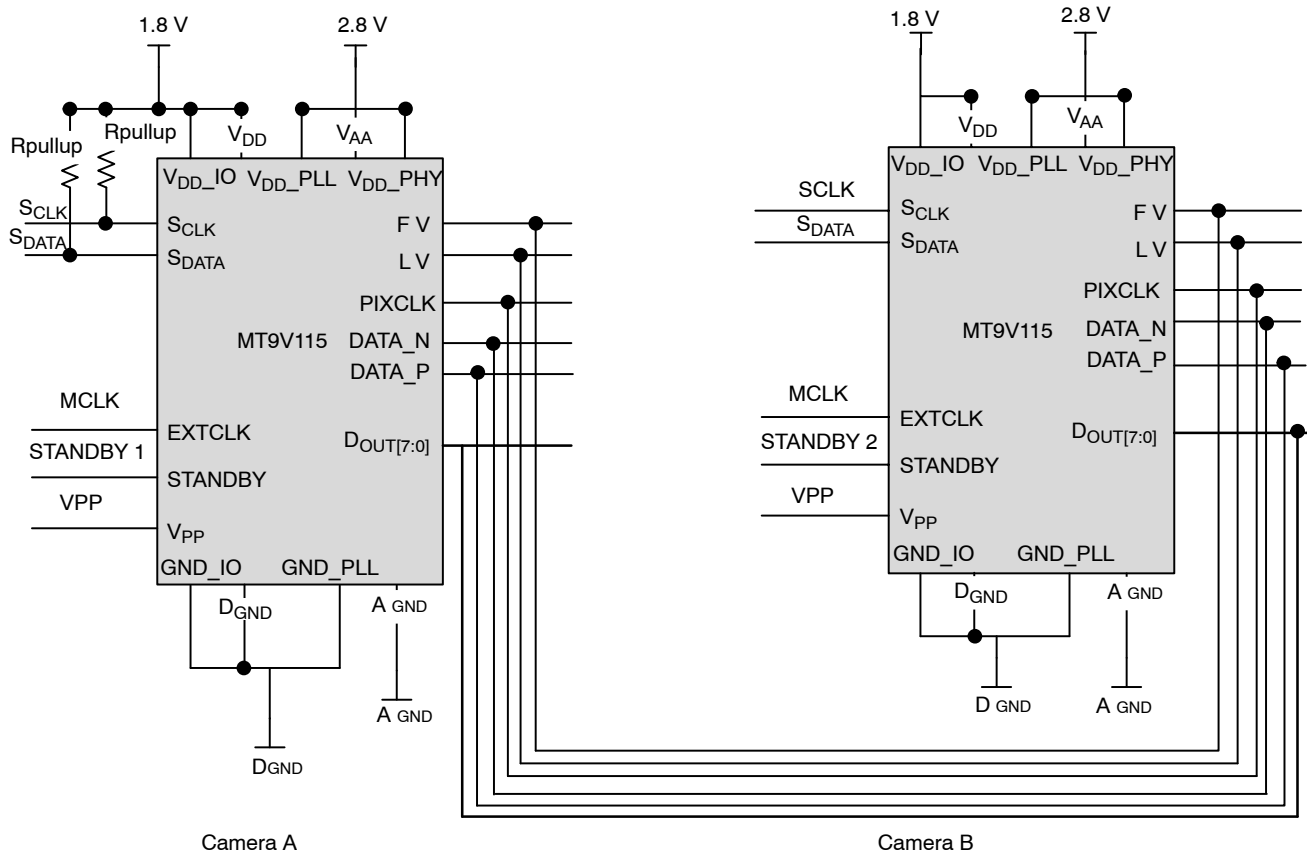 1.8 V
2.8 V
Rpullup
Rpullup
VDD
VAA
VDD_IO
VDD_PLL
VDD_PHY
SCLK
SDATA
SCLK
SDATA
F V
L V
PIXCLK
MT9V115
DATA_N
DATA_P
MCLK
EXTCLK
DOUT[7:0]
STANDBY 1
STANDBY
VPP
VPP
GND_IO
GND_PLL
DGND
A GND
A GND
DGND
Camera A
1.8 V
2.8 V
VDD
VAA
VDD_IO
VDD_PLL
VDD_PHY
SCLK
SDATA
SCLK
SDATA
F V
L V
PIXCLK
MT9V115
DATA_N
DATA_P
MCLK
EXTCLK
DOUT[7:0]
STANDBY 2
STANDBY
VPP
VPP
GND_IO
GND_PLL
DGND
A GND
D GND
A GND
Camera B